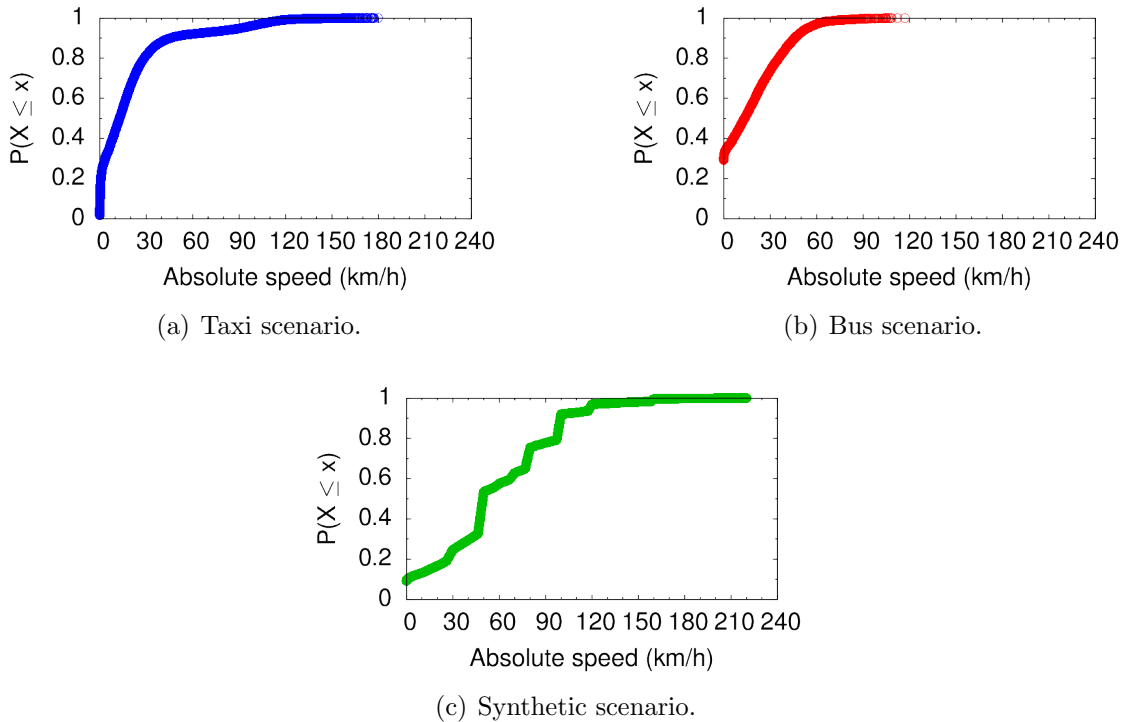 1
0.8
0.6
0.4
0.2
0
P(X ≤ x)
0 30 60 90 120 150 180 210 240
Absolute speed (km/h)
(a) Taxi scenario.
1
0.8
0.6
0.4
0.2
0
P(X ≤ x)
0 30 60 90 120 150 180 210 240
Absolute speed (km/h)
(b) Bus scenario.
1
0.8
0.6
0.4
0.2
0
P(X ≤ x)
0 30 60 90 120 150 180 210 240
Absolute speed (km/h)
(c) Synthetic scenario.